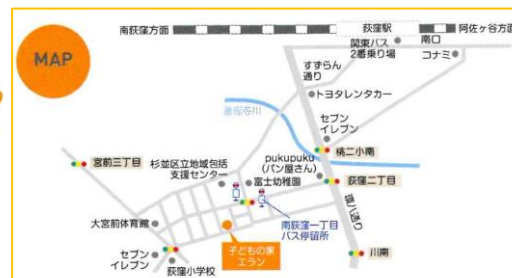 南荻窪方面
荻窪駅
阿佐ヶ谷方面
MAP
関東バス
2番乗り場
南口
コナミ
すずらん
通り
トヨタレンタカー
善福寺川
セブン
イレブン
宮前三丁目
杉並区立地域包括
支援センター
pukupuku
(パン屋さん)
桃二小南
富士幼稚園
荻窪二丁目
大宮前体育館
南荻窪一丁目
バス停留所
環八通り
子どもの家
エラン
セブン
イレブン
荻窪小学校
川南